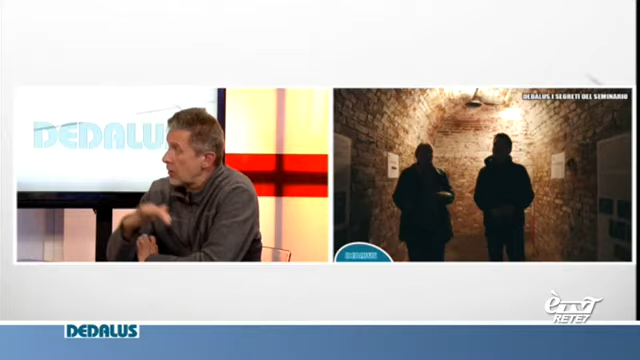 DEDALUS
DEDALUS I SEGRETI DEL SEMINARIO
DEDALUS
èTV
RETE7
DEDALUS